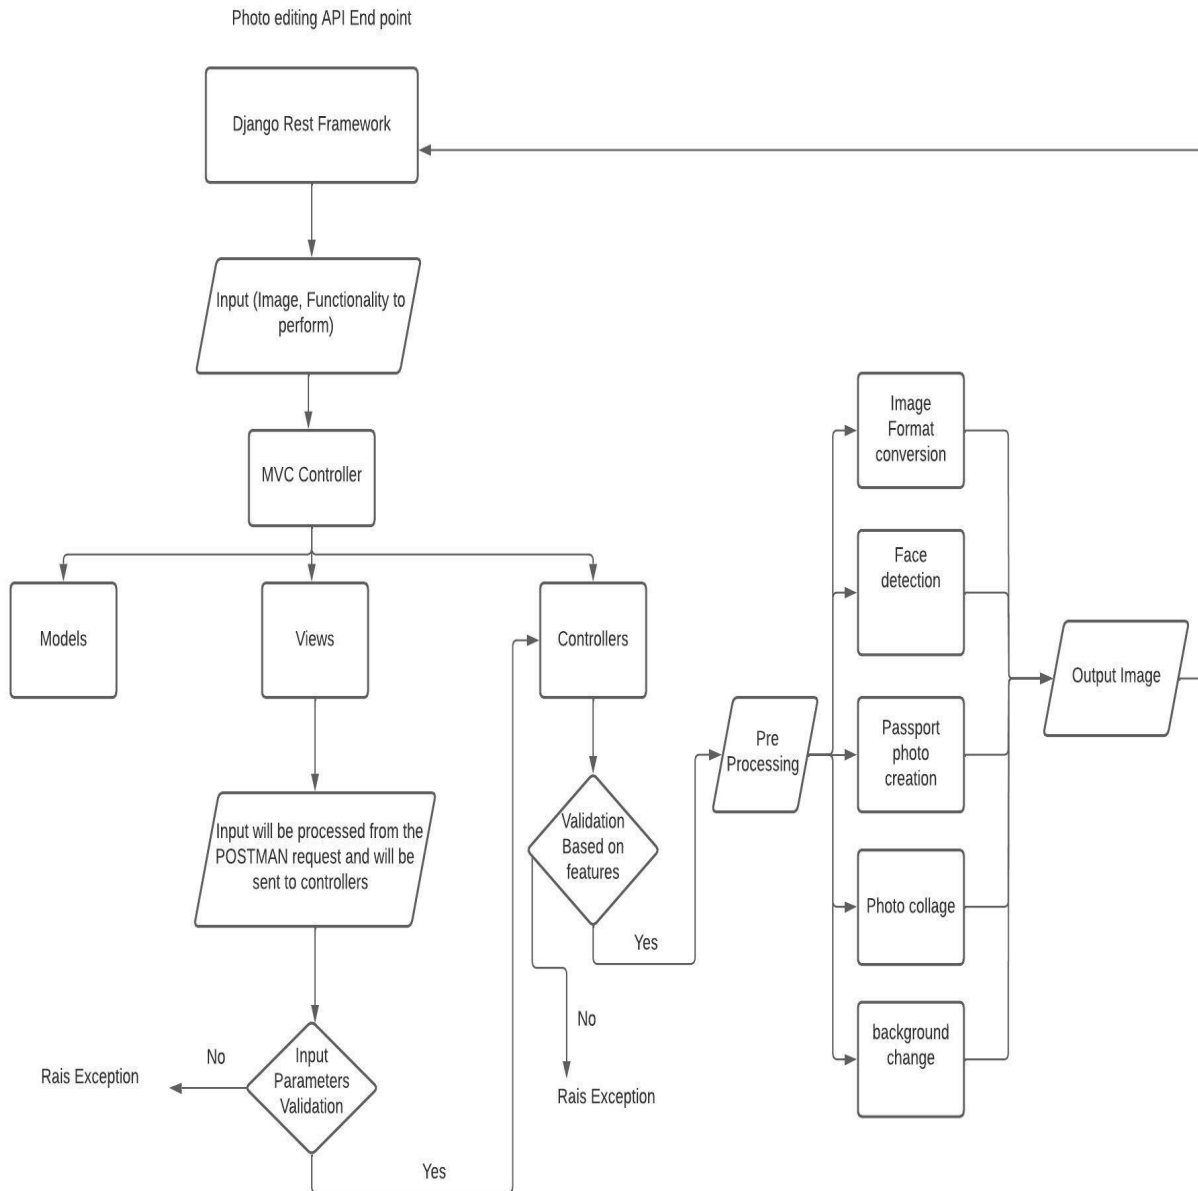 Photo editing API End point
Django Rest Framework
Input (Image, Functionality to
perform)
MVC Controller
Models
Views
Controllers
Input will be processed from the
POSTMAN request and will be
sent to controllers
Input
Parameters
Validation
No
Rais Exception
Yes
Validation
Based on
features
No
Rais Exception
Yes
Pre
Processing
Image
Format
conversion
Face
detection
Passport
photo
creation
Photo collage
background
change
Output Image